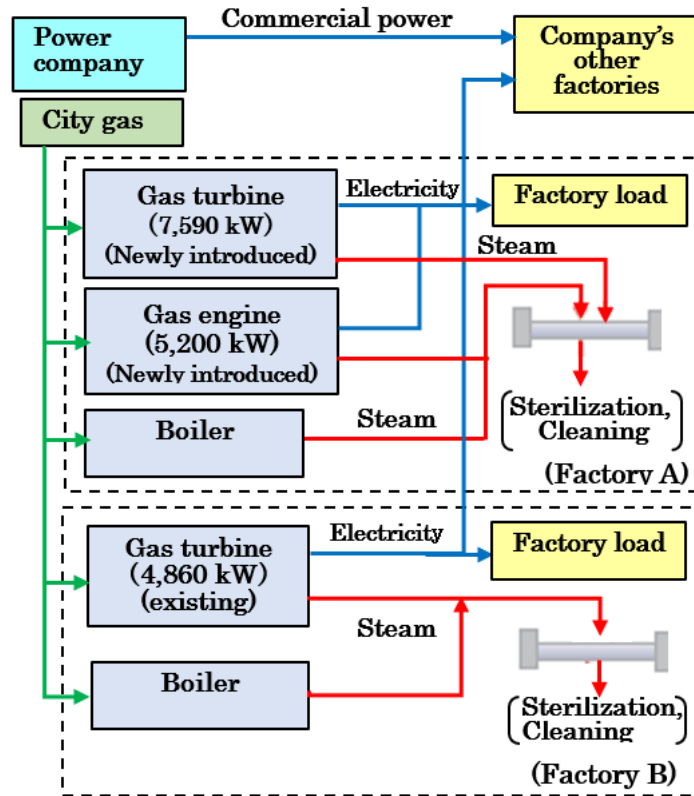 Commercial power
Power
company
Company's
other
factories
City gas
Gas turbine
(7,590 kW)
(Newly introduced)
Electricity
Factory load
Steam
Gas engine
(5,200 kW)
(Newly introduced)
Boiler
Steam
(Sterilization,
Cleaning)
(Factory A)
Gas turbine
(4,860 kW)
(existing)
Electricity
Factory load
Steam
Boiler
(Sterilization,
Cleaning)
(Factory B)